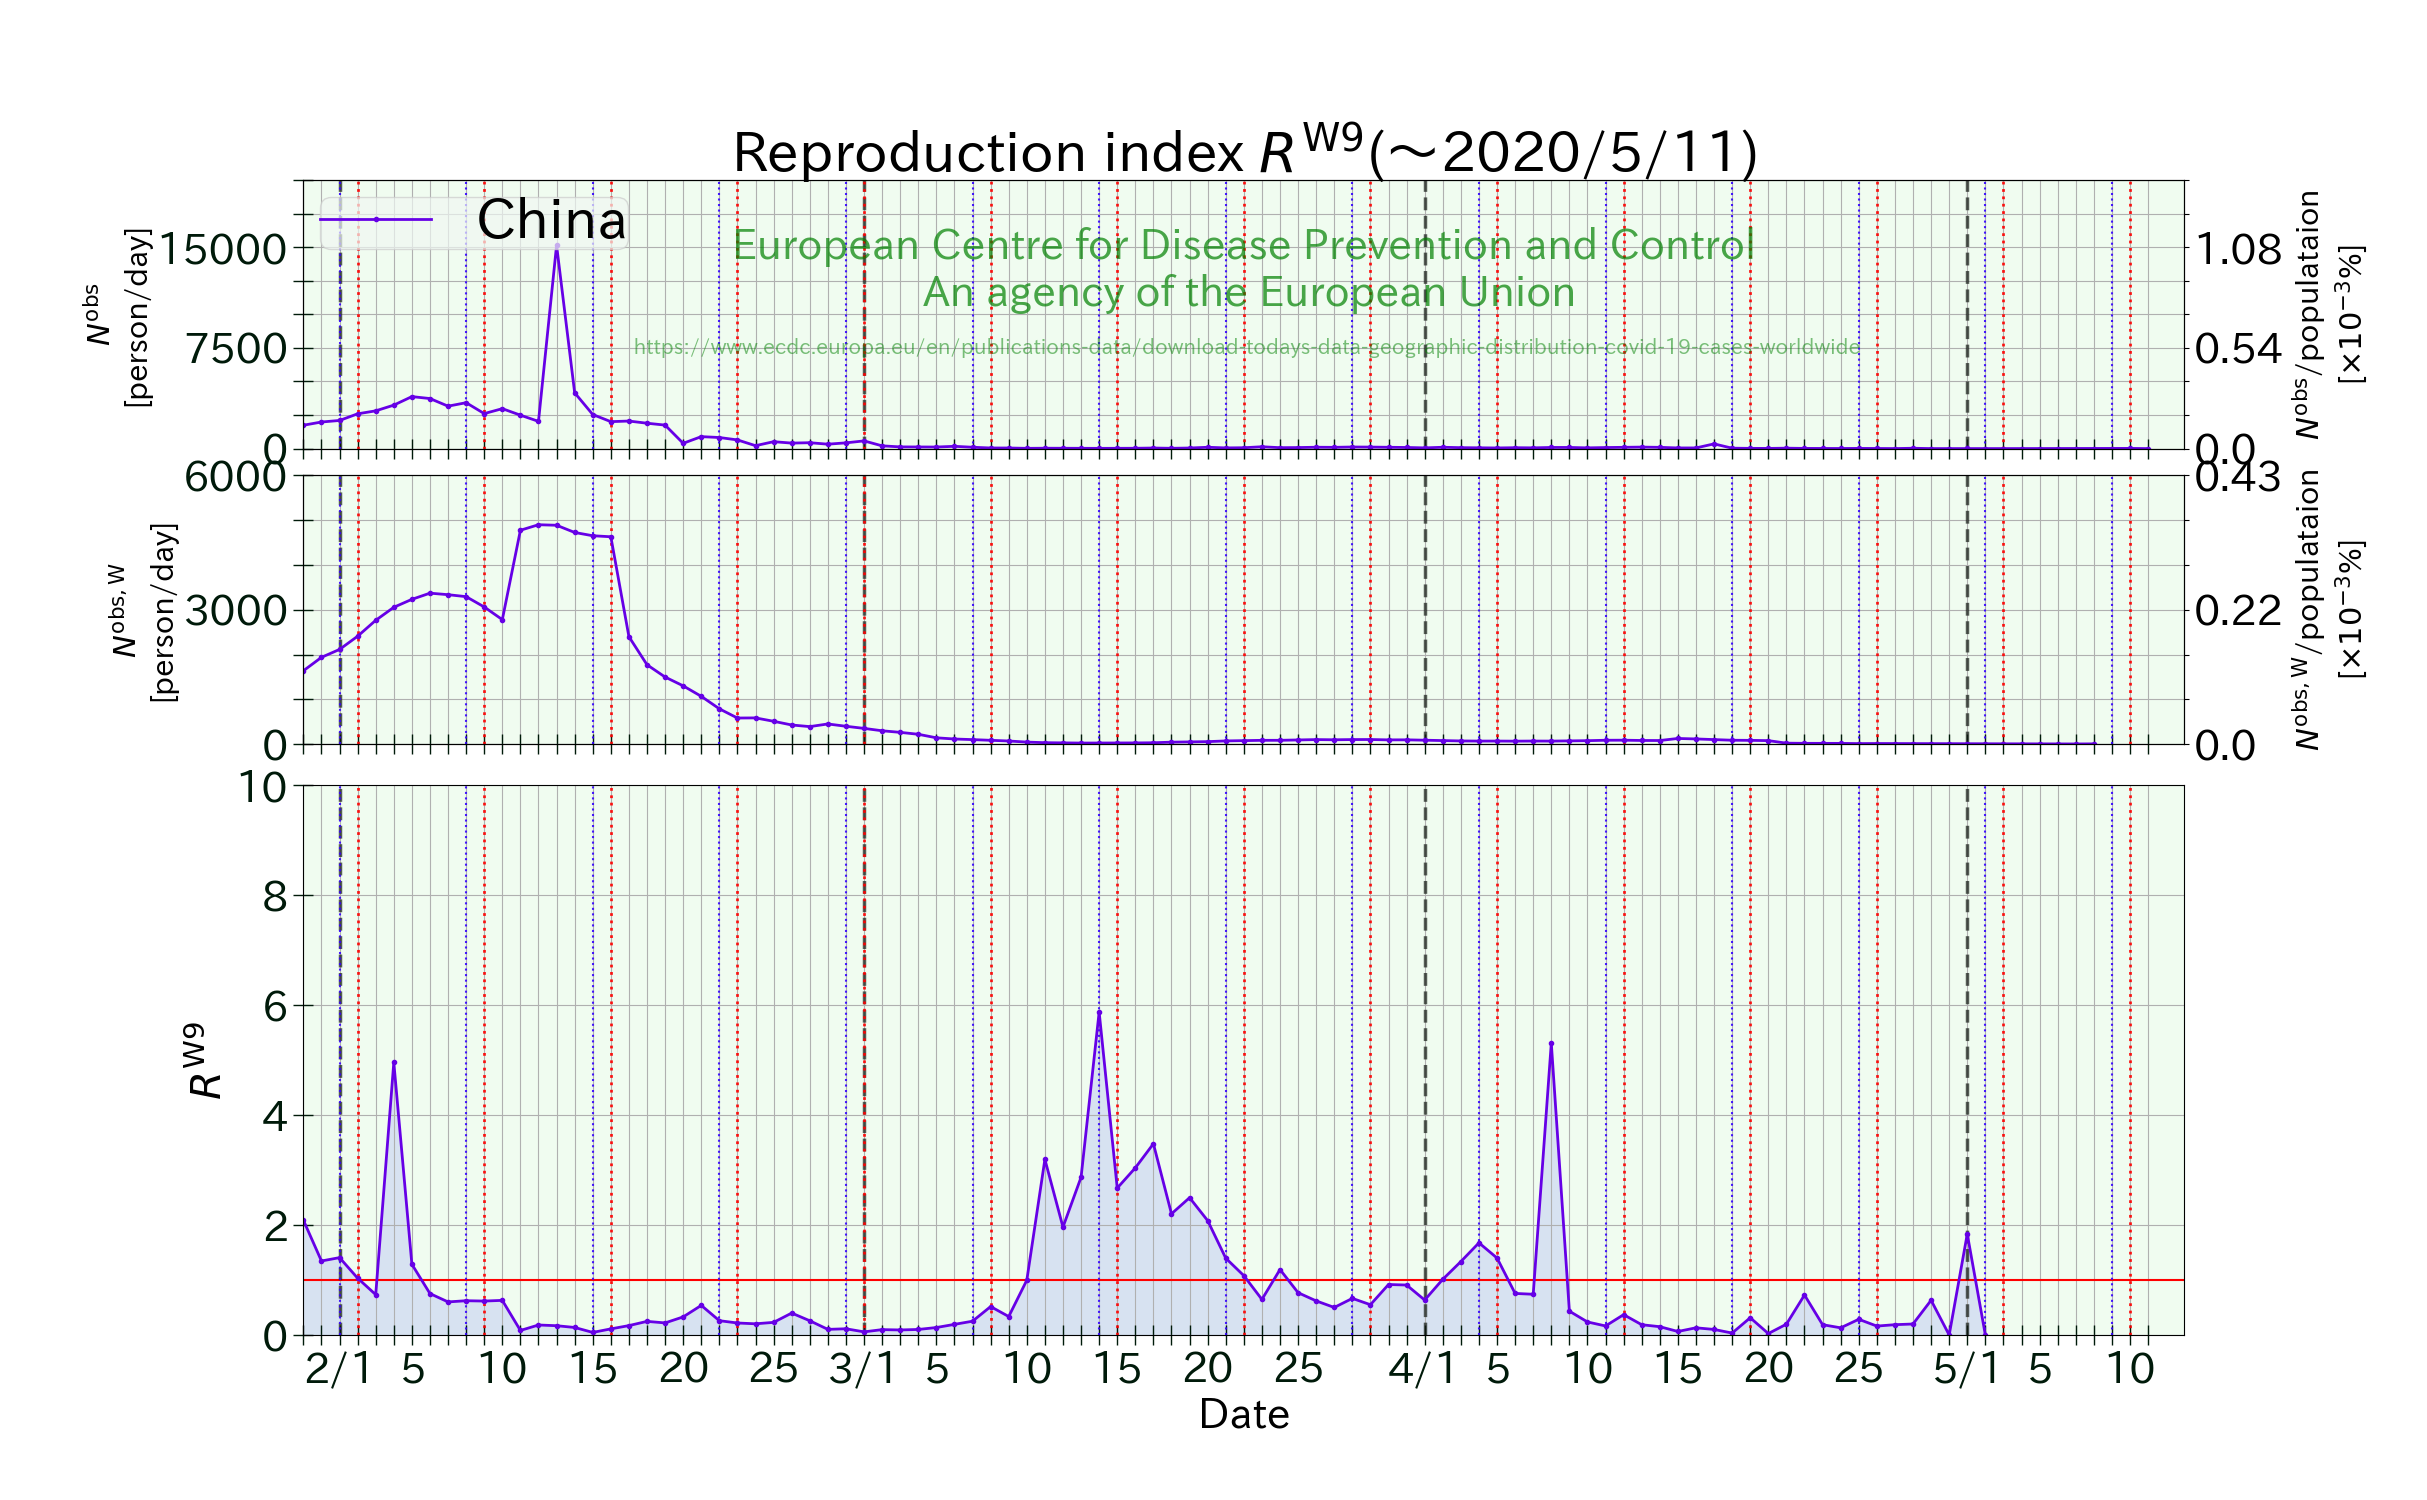 Reproduction index R^W9(～2020/5/11)
China
European Centre for Disease Prevention and Control
An agency of the European Union
https://www.ecdc.europa.eu/en/publications-data/download-todays-data-geographic-distribution-covid-19-cases-worldwide
N^obs
[person/day]
15000
7500
0
1.08
0.54
0.0
N^obs/populataion
[×10^−3%]
N^obs, W
[person/day]
6000
3000
0
0.43
0.22
0.0
N^obs, W/populataion
[×10^−3%]
R^W9
10
8
6
4
2
0
2/1 5 10 15 20 25 3/1 5 10 15 20 25 4/1 5 10 15 20 25 5/1 5 10
Date